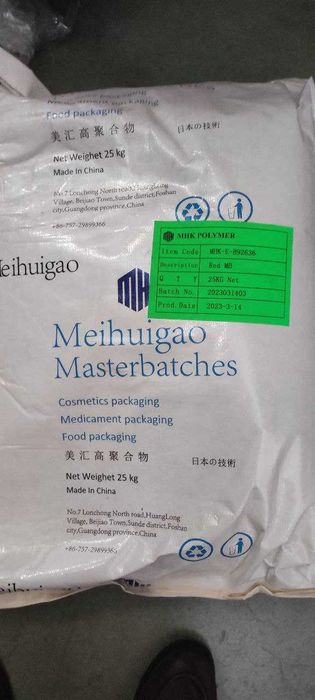 Food packaging
美汇高聚合物
日本の技術
Net Weighet 25 kg
Made In China
No.7 Lonchong North road, HuangLong
Village, Beijiao Town, Sunde district, Foshan
city, Guangdong province, China
+86-757-29899366
eihuigao
MHK POLYMER
Item Code MHK-E-892636
Description Red MB
Q T Y 25KG Net
Batch No. 2023031403
Prod. Date 2023-3-14
MH
Meihuigao
Masterbatches
Cosmetics packaging
Medicament packaging
Food packaging
美汇高聚合物
日本の技術
Net Weighet 25 kg
Made In China
No.7 Lonchong North road, HuangLong
Village, Beijiao Town, Sunde district, Foshan
city, Guangdong province, China
+86-757-29899366
Meihuigao